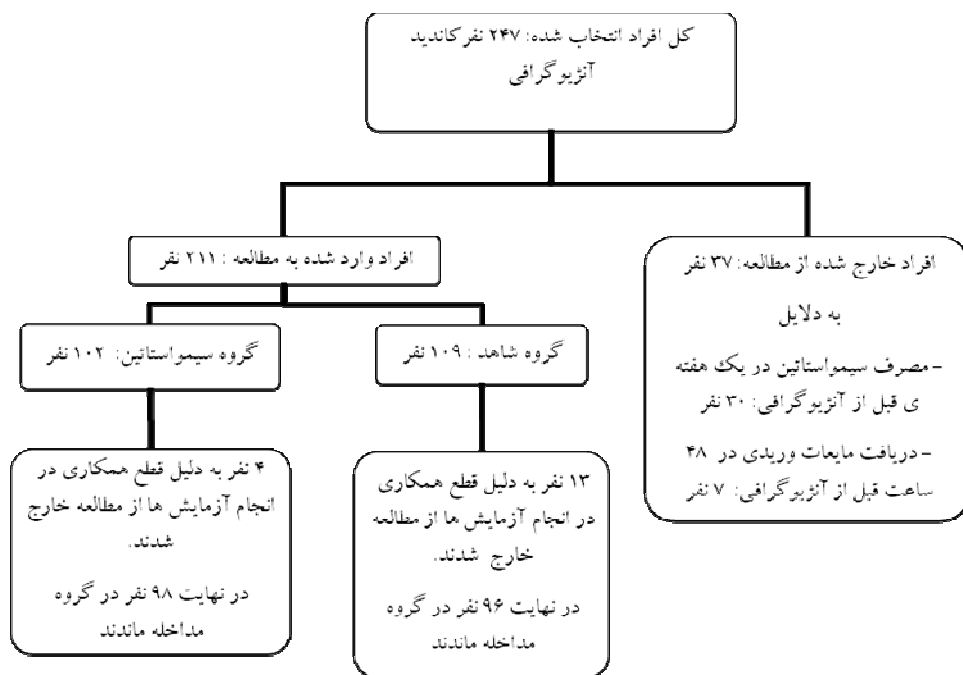 کل افراد انتخاب شده: ۲۴۷ نفرکاندید
آنژیوگرافی
افراد وارد شده به مطالعه : ۲۱۱ نفر
افراد خارج شده از مطالعه: ۳۷ نفر
به دلایل
- مصرف سیمواستاتین در یک هفته
ی قبل از آنژیوگرافی: ۳۰ نفر
- دریافت مایعات وریدی در ۴۸
ساعت قبل از آنژیوگرافی: ۷ نفر
گروه شاهد : ۱۰۹ نفر
گروه سیمواستاتین: ۱۰۲ نفر
۱۳ نفر به دلیل قطع همکاری
در انجام آزمایش ها از مطالعه
خارج شدند.
در نهایت ۹۶ نفر در گروه
مداخله ماندند
۴ نفر به دلیل قطع همکاری در
انجام آزمایش ها از مطالعه خارج
شدند.
در نهایت ۹۸ نفر در گروه
مداخله ماندند